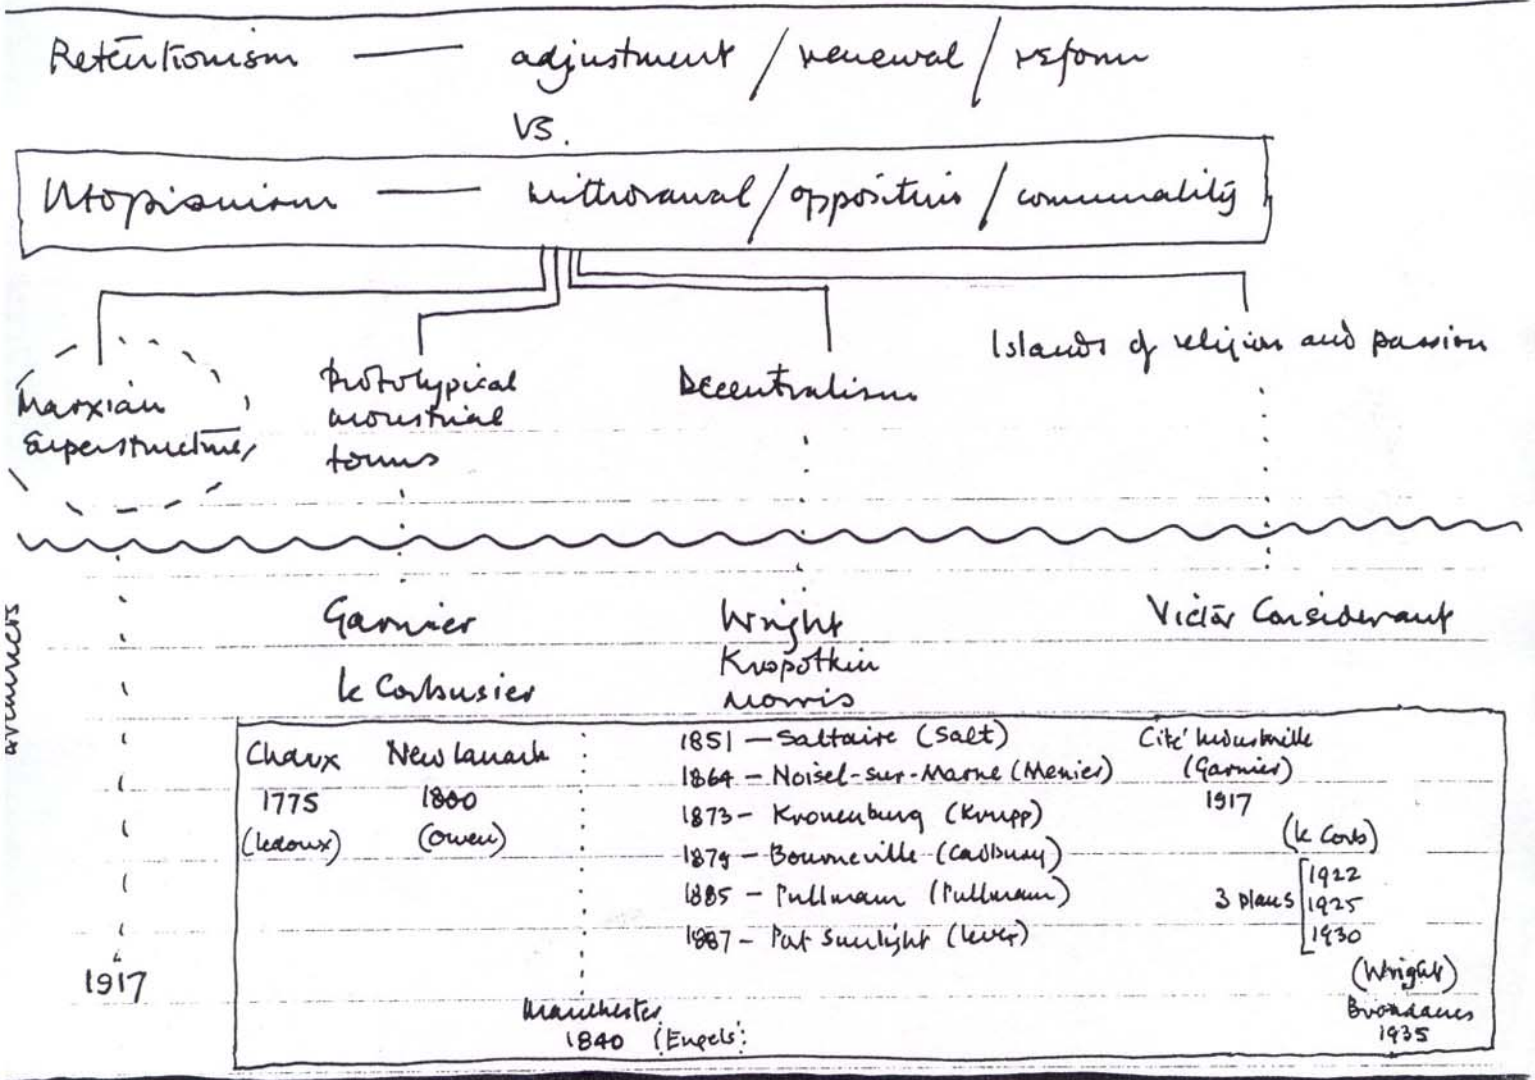 Retentionism — adjustment / renewal / reform
VS.
Utopianism — withdrawal / opposition / communality
Islands of religion and passion
Marxian
Superstructure
Prototypical
industrial
towns
Decentralism
Garnier
Wright
Victor Considerant
Kropotkin
le Corbusier
Morris
Chaux
1775
(ledoux)
New Lanark
1800
(Owen)
1851 — Saltaire (Salt)
1864 — Noisel-sur-Marne (Menier)
1873 — Kronenburg (Krupp)
1879 — Bourneville (Cadbury)
1885 — Pullman (Pullman)
1887 — Port Sunlight (Lever)
Cité Industrielle
(Garnier)
1917
(le Corb)
3 plans
1922
1925
1930
(Wright)
Broadacres
1935
1917
Manchester
1840 (Engels)